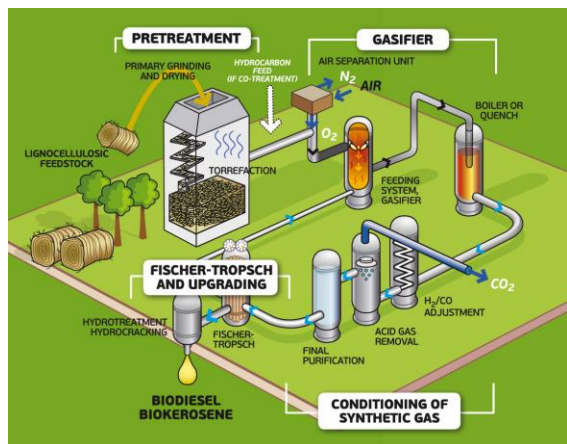 PRETREATMENT
PRIMARY GRINDING
AND DRYING
HYDROCARBON
FEED
(IF CO-TREATMENT)
GASIFIER
AIR SEPARATION UNIT
N2
AIR
O2
BOILER OR
QUENCH
LIGNOCELLULOSIC
FEEDSTOCK
TORREFACTION
FEEDING
SYSTEM,
GASIFIER
FISCHER-TROPSCH
AND UPGRADING
HYDROTREATMENT
HYDROCRACKING
FISCHER-
TROPSCH
FINAL
PURIFICATION
ACID GAS
REMOVAL
H2/CO
ADJUSTMENT
CO2
BIODIESEL
BIOKEROSENE
CONDITIONING OF
SYNTHETIC GAS